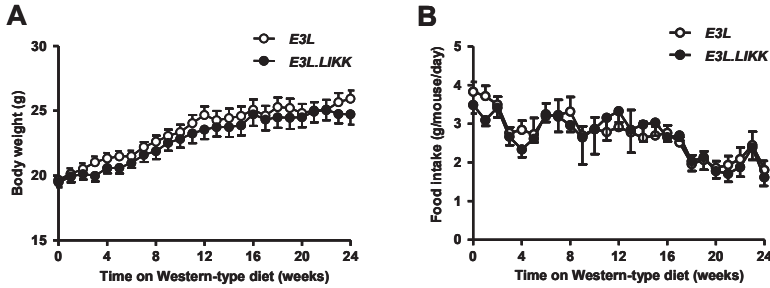 A
30
25
20
15
Body weight (g)
E3L
E3L.LIKK
0 4 8 12 16 20 24
Time on Western-type diet (weeks)
B
5
4
3
2
1
0
Food Intake (g/mouse/day)
E3L
E3L.LIKK
0 4 8 12 16 20 24
Time on Western-type diet (weeks)